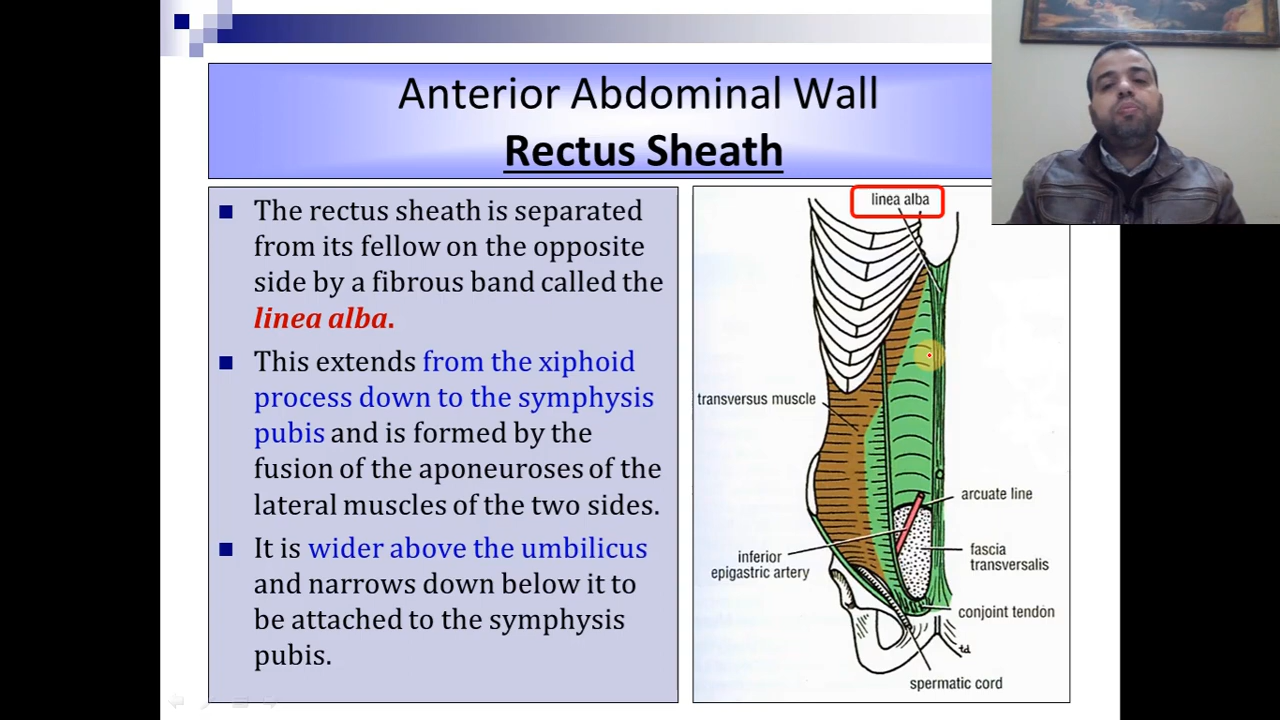 Anterior Abdominal Wall
Rectus Sheath
The rectus sheath is separated
from its fellow on the opposite
side by a fibrous band called the
linea alba.
This extends from the xiphoid
process down to the symphysis
pubis and is formed by the
fusion of the aponeuroses of the
lateral muscles of the two sides.
It is wider above the umbilicus
and narrows down below it to
be attached to the symphysis
pubis.
linea alba
transversus muscle
arcuate line
inferior
epigastric artery
fascia
transversalis
conjoint tendon
td
spermatic cord